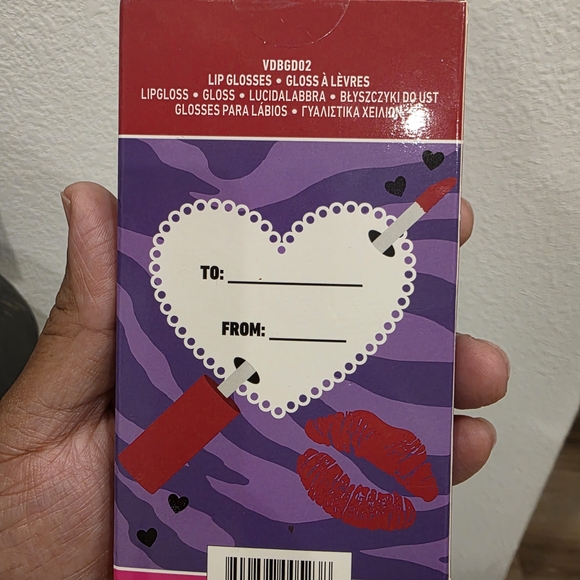 VDBGD02
LIP GLOSSES • GLOSS À LÈVRES
LIPGLOSS • GLOSS • LUCIDALABBRA • BŁYSZCZYKI DO UST
GLOSSES PARA LÁBIOS • ΓΥΑΛΙΣΤΙΚΑ ΧΕΙΛΙΩΝ
TO:
FROM: